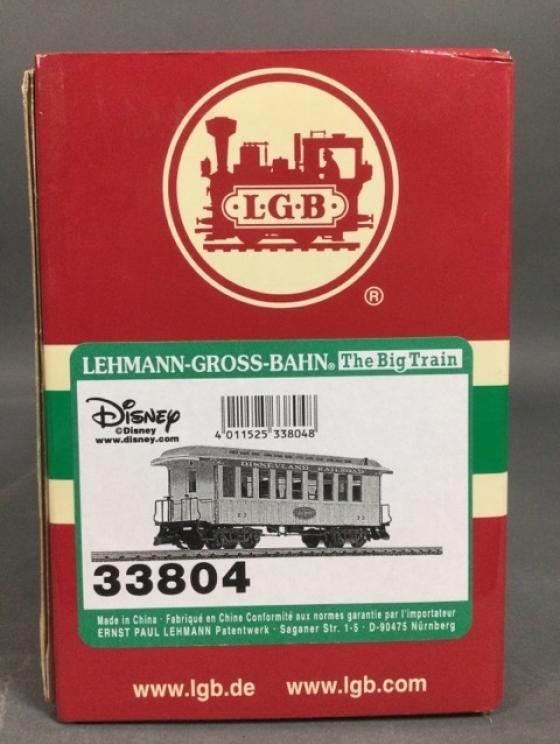 L·G·B
®
LEHMANN-GROSS-BAHN® The Big Train
Disney
©Disney
www.disney.com
4 011525 338048
DISNEYLAND RAILROAD
33804
Made in China · Fabriqué en Chine Conformité aux normes garantie par l'importateur
ERNST PAUL LEHMANN Patentwerk · Saganer Str. 1-5 · D-90475 Nürnberg
www.lgb.de www.lgb.com